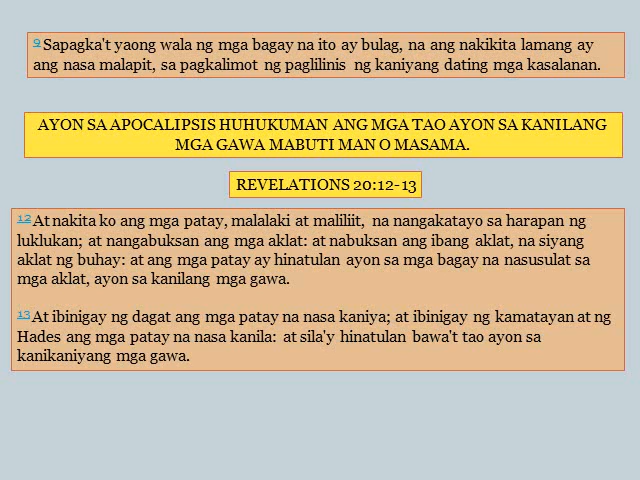 9 Sapagka't yaong wala ng mga bagay na ito ay bulag, na ang nakikita lamang ay
ang nasa malapit, sa pagkalimot ng paglilinis ng kaniyang dating mga kasalanan.
AYON SA APOCALIPSIS HUHUKUMAN ANG MGA TAO AYON SA KANILANG
MGA GAWA MABUTI MAN O MASAMA.
REVELATIONS 20:12-13
12 At nakita ko ang mga patay, malalaki at maliliit, na nangakatayo sa harapan ng
luklukan; at nangabuksan ang mga aklat: at nabuksan ang ibang aklat, na siyang
aklat ng buhay: at ang mga patay ay hinatulan ayon sa mga bagay na nasusulat sa
mga aklat, ayon sa kanilang mga gawa.
13 At ibinigay ng dagat ang mga patay na nasa kaniya; at ibinigay ng kamatayan at ng
Hades ang mga patay na nasa kanila: at sila'y hinatulan bawa't tao ayon sa
kanikaniyang mga gawa.